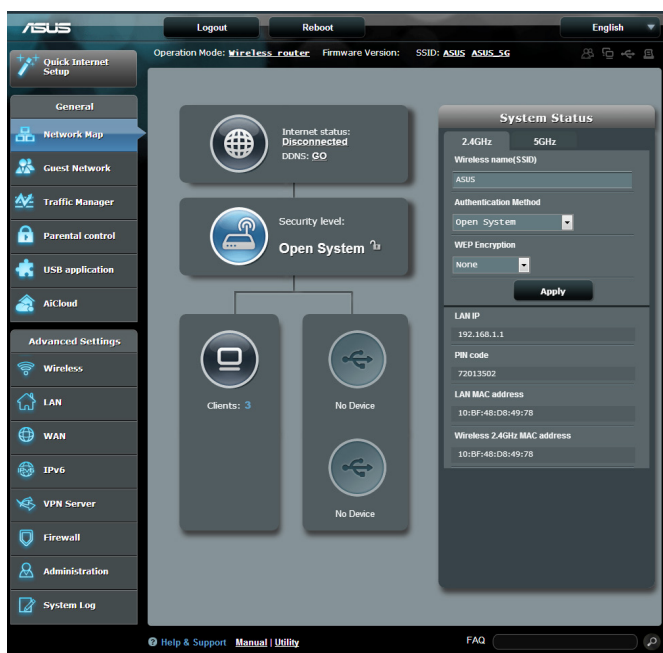 ASUS
Logout
Reboot
English
Quick Internet
Setup
Operation Mode: Wireless router Firmware Version: SSID: ASUS ASUS_5G
General
Network Map
Guest Network
Traffic Manager
Parental control
USB application
AiCloud
Advanced Settings
Wireless
LAN
WAN
IPv6
VPN Server
Firewall
Administration
System Log
Internet status:
Disconnected
DDNS: GO
Security level:
Open System
Clients: 3
No Device
No Device
System Status
2.4GHz 5GHz
Wireless name(SSID)
ASUS
Authentication Method
Open System
WEP Encryption
None
Apply
LAN IP
192.168.1.1
PIN code
72013502
LAN MAC address
10:BF:48:D8:49:78
Wireless 2.4GHz MAC address
10:BF:48:D8:49:78
Help & Support Manual | Utility
FAQ